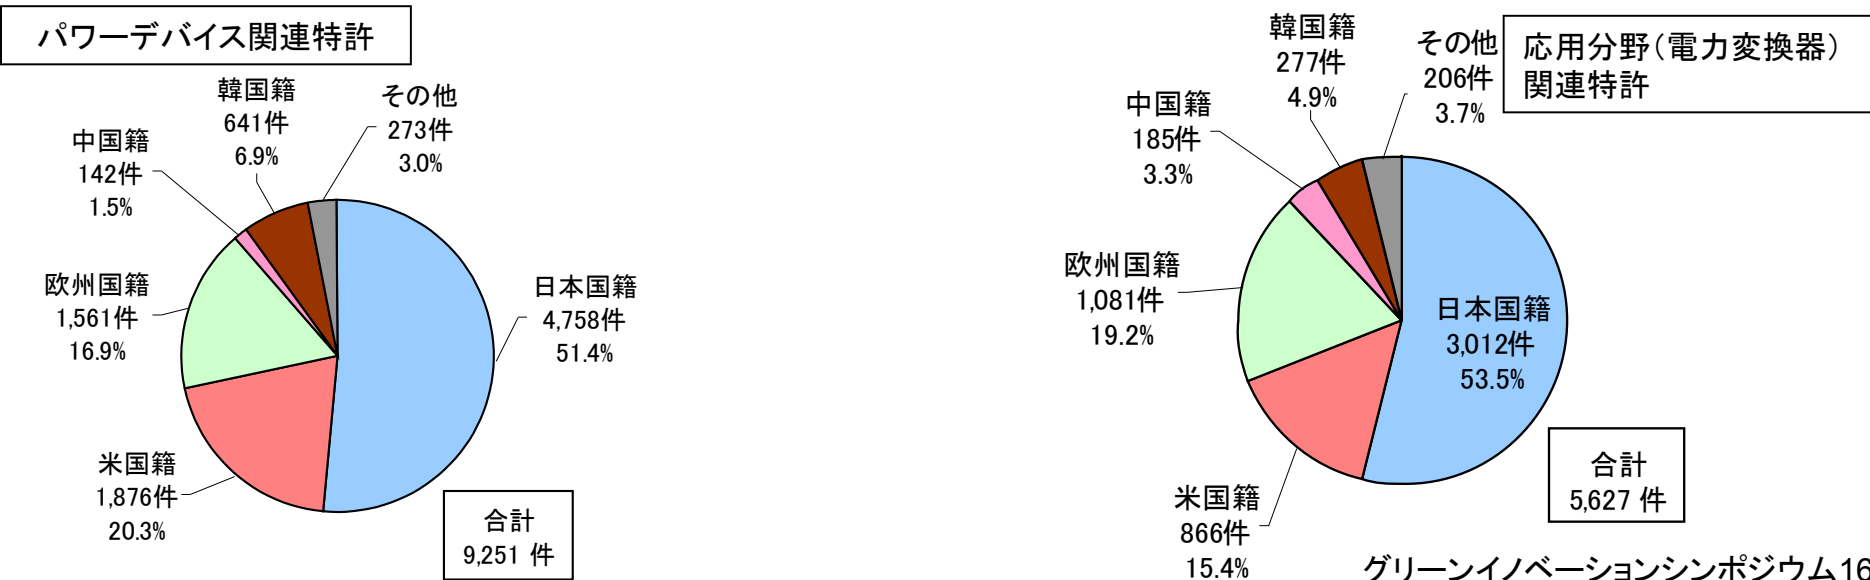 パワーデバイス関連特許
韓国籍
641件
6.9%
その他
273件
3.0%
中国籍
142件
1.5%
欧州国籍
1,561件
16.9%
日本国籍
4,758件
51.4%
米国籍
1,876件
20.3%
合計
9,251 件
応用分野(電力変換器)
関連特許
韓国籍
277件
4.9%
その他
206件
3.7%
中国籍
185件
3.3%
欧州国籍
1,081件
19.2%
日本国籍
3,012件
53.5%
米国籍
866件
15.4%
合計
5,627 件
グリーンイノベーションシンポジウム16